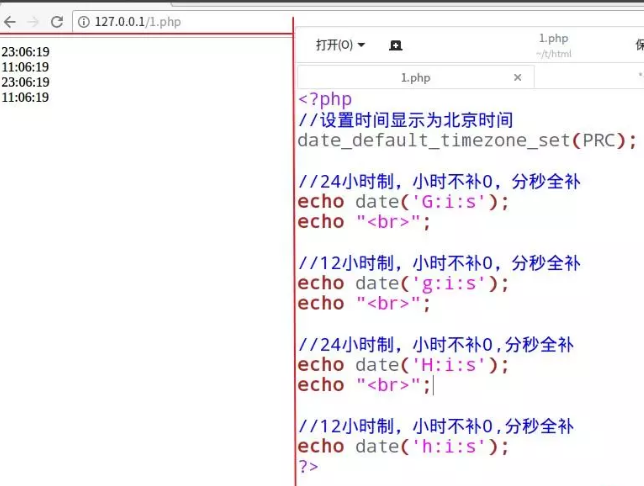 127.0.0.1/1.php
23:06:19
11:06:19
23:06:19
11:06:19
打开(O)
1.php
~/t/html
保
1.php
<?php
//设置时间显示为北京时间
date_default_timezone_set(PRC);
//24小时制，小时不补0，分秒全补
echo date('G:i:s');
echo "<br>";
//12小时制，小时不补0，分秒全补
echo date('g:i:s');
echo "<br>";
//24小时制，小时不补0,分秒全补
echo date('H:i:s');
echo "<br>";
//12小时制，小时不补0,分秒全补
echo date('h:i:s');
?>